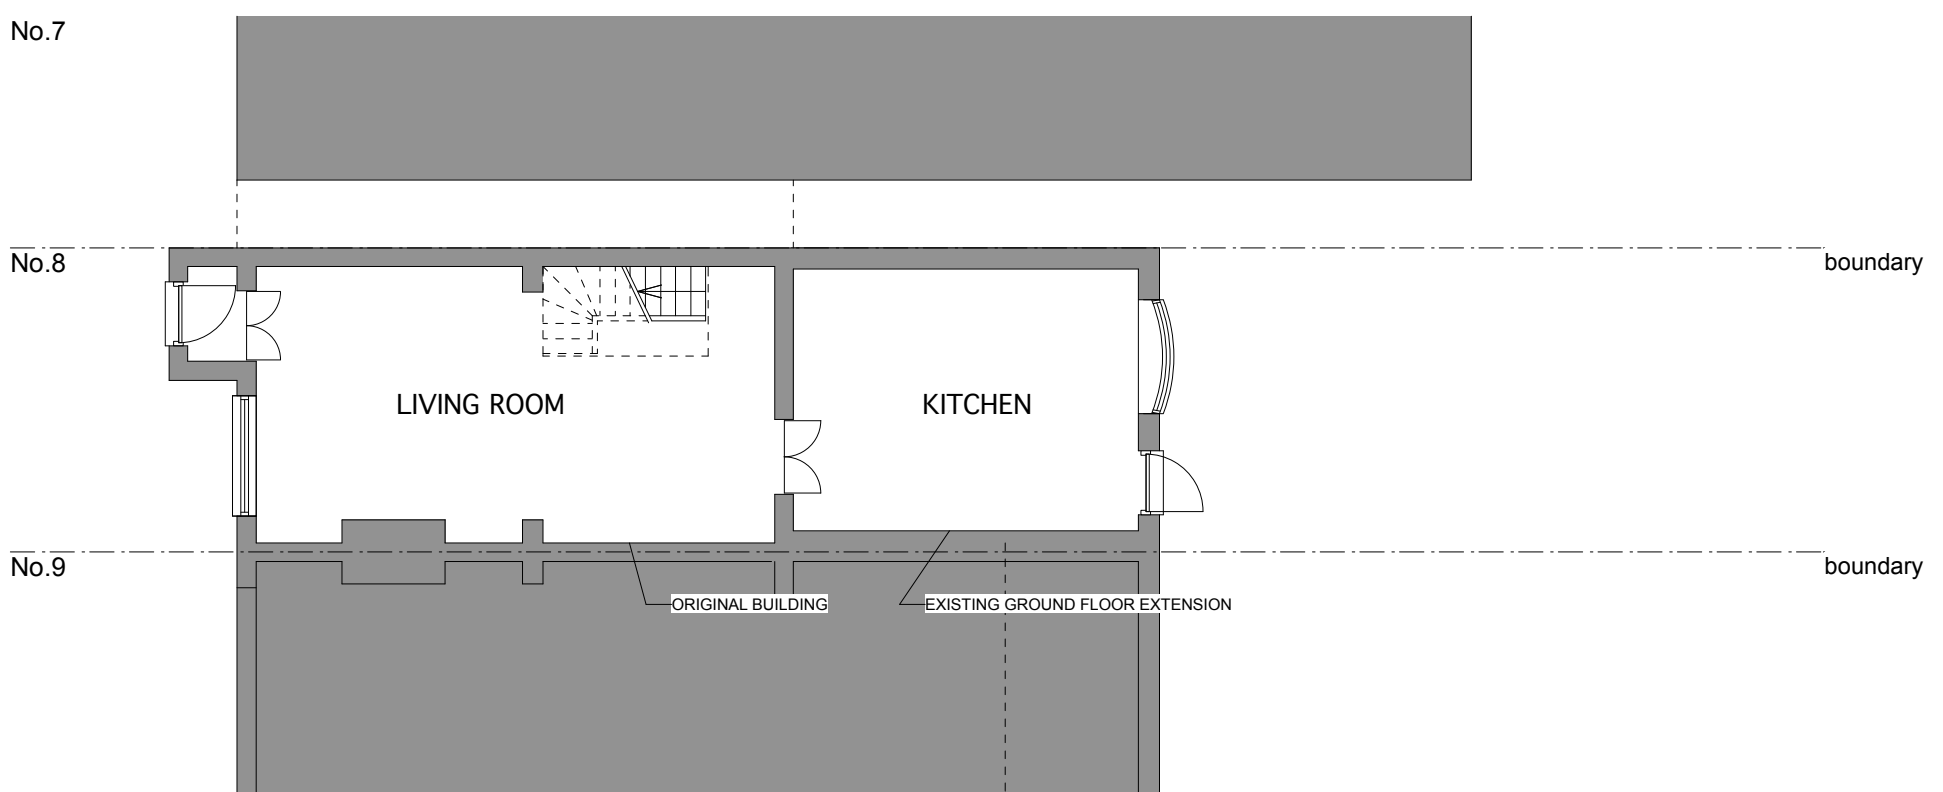 No.7
No.8
boundary
LIVING ROOM
KITCHEN
No.9
boundary
ORIGINAL BUILDING
EXISTING GROUND FLOOR EXTENSION